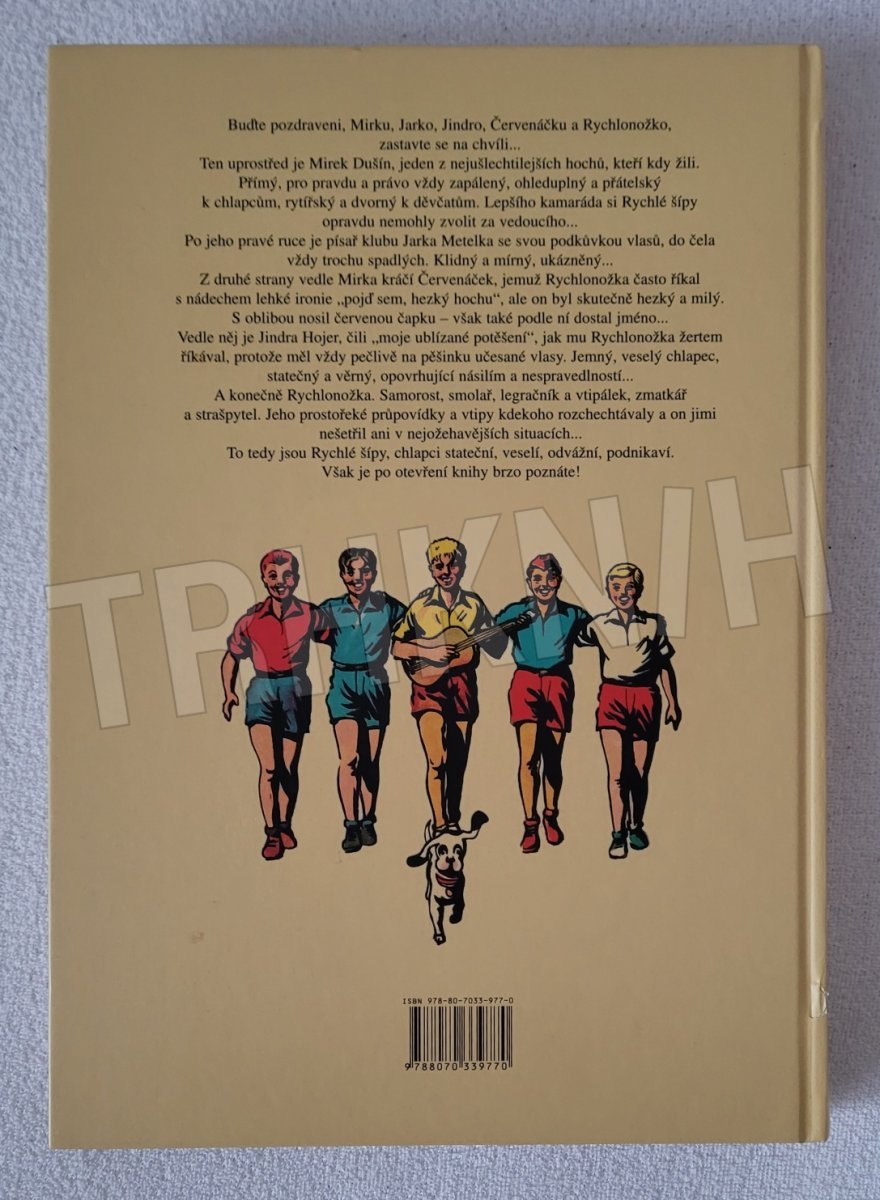 Buďte pozdraveni, Mirku, Jarko, Jindro, Červenáčku a Rychlonožko,
zastavte se na chvíli...
Ten uprostřed je Mirek Dušín, jeden z nejušlechtilejších hochů, kteří kdy žili.
Přímý, pro pravdu a právo vždy zapálený, ohleduplný a přátelský
k chlapcům, rytířský a dvorný k děvčatům. Lepšího kamaráda si Rychlé šípy
opravdu nemohly zvolit za vedoucího...
Po jeho pravé ruce je písař klubu Jarka Metelka se svou podkůvkou vlasů, do čela
vždy trochu spadlých. Klidný a mírný, ukázněný...
Z druhé strany vedle Mirka kráčí Červenáček, jemuž Rychlonožka často říkal
s nádechem lehké ironie „pojď sem, hezký hochu“, ale on byl skutečně hezký a milý.
S oblibou nosil červenou čapku – však také podle ní dostal jméno...
Vedle něj je Jindra Hojer, čili „moje ublízané potěšení“, jak mu Rychlonožka žertem
říkával, protože měl vždy pečlivě na pěšinku učesané vlasy. Jemný, veselý chlapec,
statečný a věrný, opovrhující násilím a nespravedlností...
A konečně Rychlonožka. Samorost, smolař, legračník a vtipálek, zmatkář
a strašpytel. Jeho prostořeké průpovídky a vtipy kdekoho rozchechtávaly a on jimi
nešetřil ani v nejožehavějších situacích...
To tedy jsou Rychlé šípy, chlapci stateční, veselí, odvážní, podnikaví.
Však je po otevření knihy brzo poznáte!
ISBN 978-80-7033-977-0
9788070339770